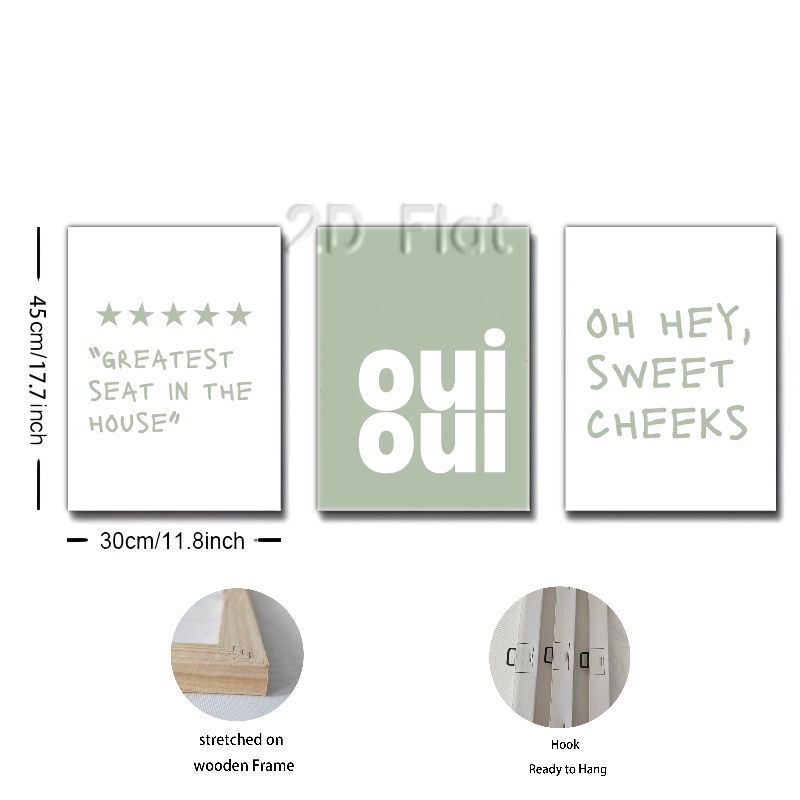 2D Flat
★★★★★
"GREATEST
SEAT IN THE
HOUSE"
oui
oui
OH HEY,
SWEET
CHEEKS
45cm/17.7inch
30cm/11.8inch
stretched on
wooden Frame
Hook
Ready to Hang